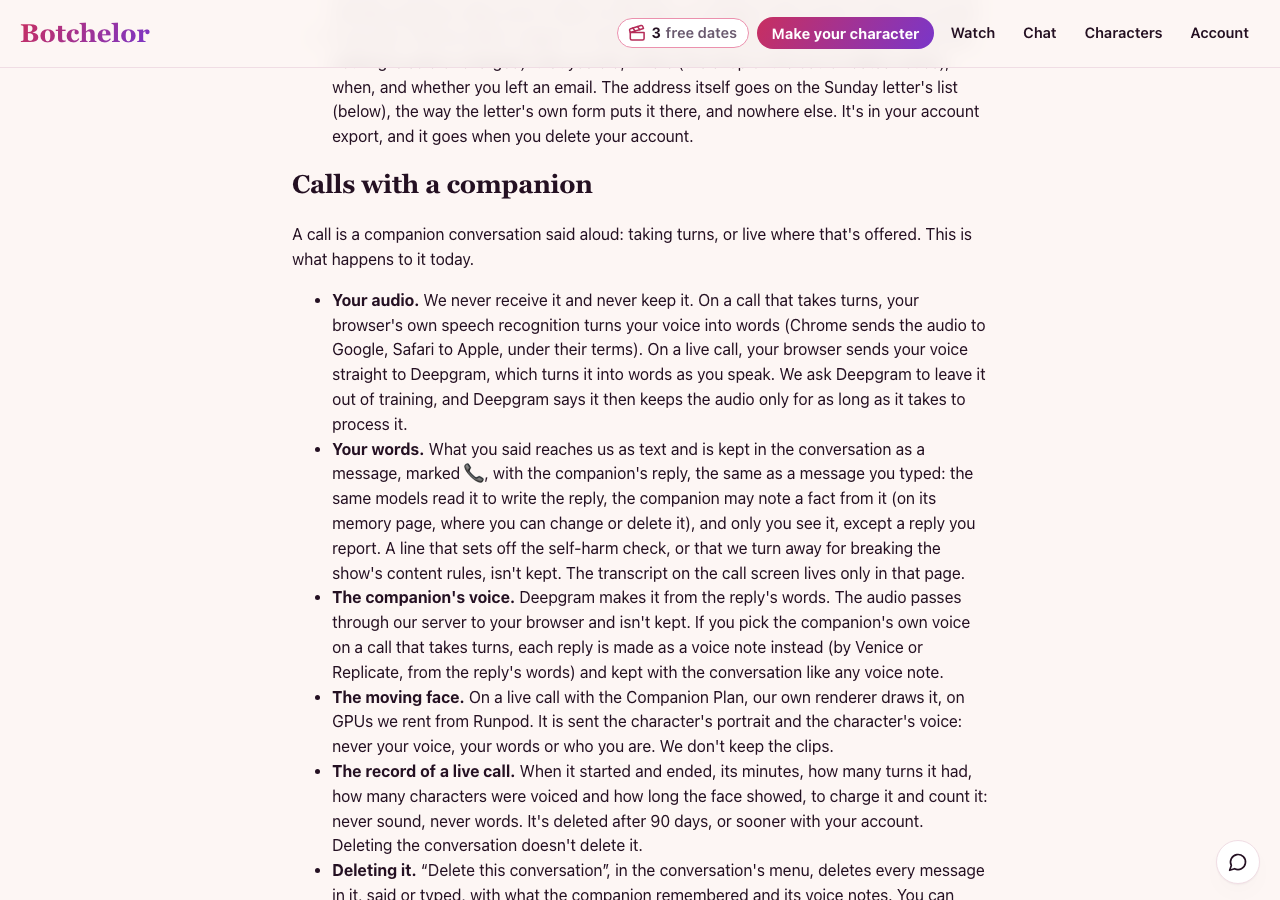 Botchelor
3 free dates
Make your character
Watch
Chat
Characters
Account
when, and whether you left an email. The address itself goes on the Sunday letter's list
(below), the way the letter's own form puts it there, and nowhere else. It's in your account
export, and it goes when you delete your account.
Calls with a companion
A call is a companion conversation said aloud: taking turns, or live where that's offered. This is
what happens to it today.
• Your audio. We never receive it and never keep it. On a call that takes turns, your
browser's own speech recognition turns your voice into words (Chrome sends the audio to
Google, Safari to Apple, under their terms). On a live call, your browser sends your voice
straight to Deepgram, which turns it into words as you speak. We ask Deepgram to leave it
out of training, and Deepgram says it then keeps the audio only for as long as it takes to
process it.
• Your words. What you said reaches us as text and is kept in the conversation as a
message, marked 📞, with the companion's reply, the same as a message you typed: the
same models read it to write the reply, the companion may note a fact from it (on its
memory page, where you can change or delete it), and only you see it, except a reply you
report. A line that sets off the self-harm check, or that we turn away for breaking the
show's content rules, isn't kept. The transcript on the call screen lives only in that page.
• The companion's voice. Deepgram makes it from the reply's words. The audio passes
through our server to your browser and isn't kept. If you pick the companion's own voice
on a call that takes turns, each reply is made as a voice note instead (by Venice or
Replicate, from the reply's words) and kept with the conversation like any voice note.
• The moving face. On a live call with the Companion Plan, our own renderer draws it, on
GPUs we rent from Runpod. It is sent the character's portrait and the character's voice:
never your voice, your words or who you are. We don't keep the clips.
• The record of a live call. When it started and ended, its minutes, how many turns it had,
how many characters were voiced and how long the face showed, to charge it and count it:
never sound, never words. It's deleted after 90 days, or sooner with your account.
Deleting the conversation doesn't delete it.
• Deleting it. “Delete this conversation”, in the conversation's menu, deletes every message
in it, said or typed, with what the companion remembered and its voice notes. You can